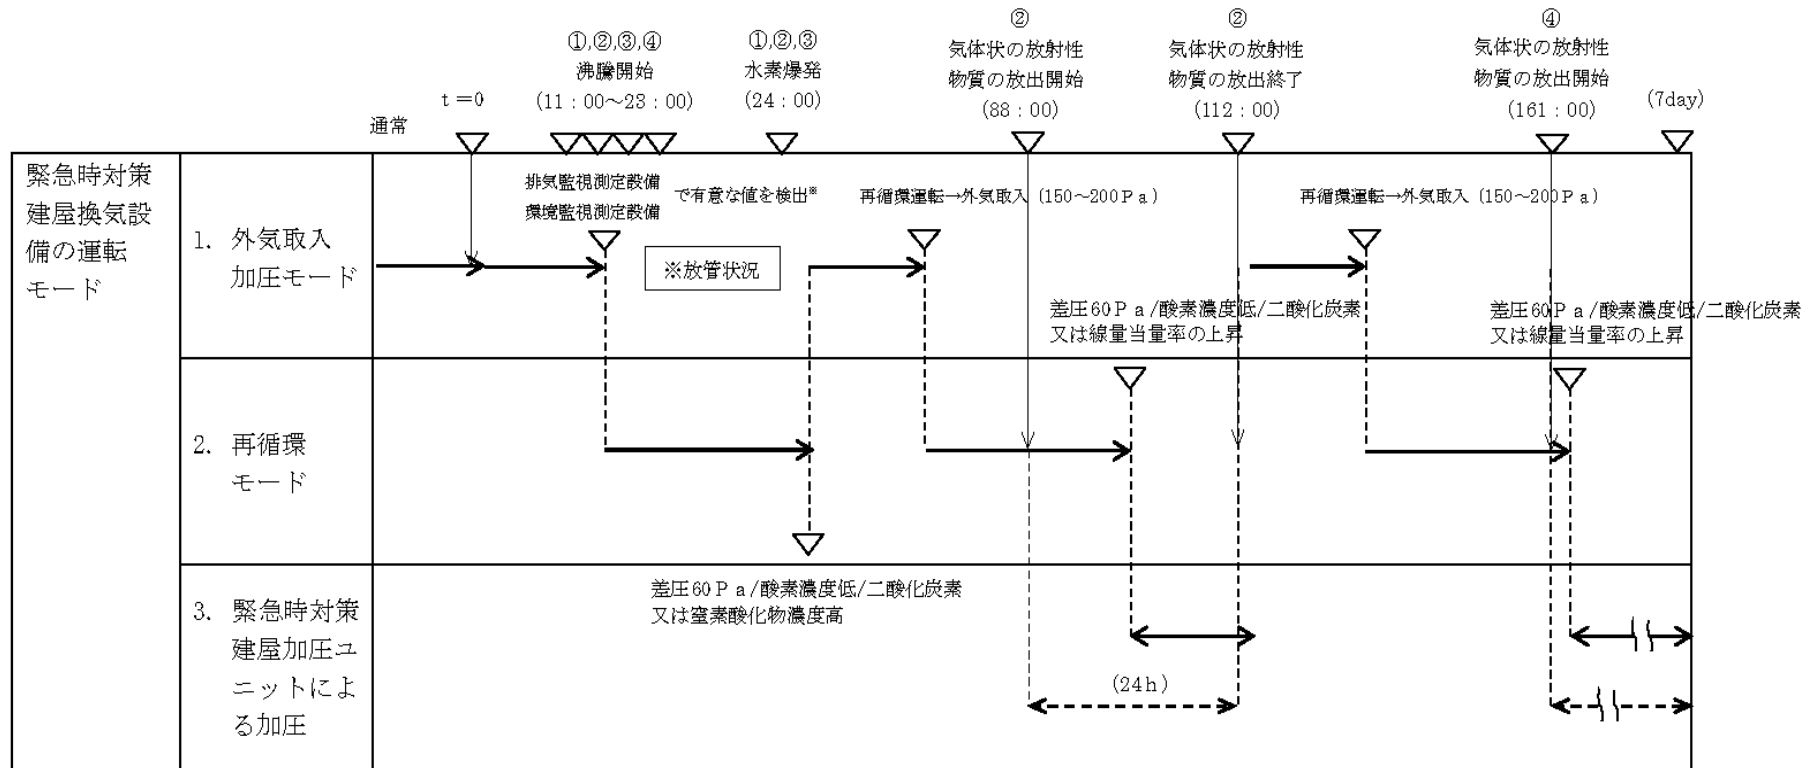 通常
t＝0
①,②,③,④
沸騰開始
(11：00～23：00)
①,②,③
水素爆発
(24：00)
②
気体状の放射性
物質の放出開始
(88：00)
②
気体状の放射性
物質の放出終了
(112：00)
④
気体状の放射性
物質の放出開始
(161：00)
(7day)
緊急時対策
建屋換気設
備の運転
モード
1. 外気取入
加圧モード
排気監視測定設備
環境監視測定設備
で有意な値を検出※
※放管状況
再循環運転→外気取入 (150～200Ｐa)
再循環運転→外気取入 (150～200Ｐa)
差圧60Ｐa/酸素濃度低/二酸化炭素
又は線量当量率の上昇
差圧60Ｐa/酸素濃度低/二酸化炭素
又は線量当量率の上昇
2. 再循環
モード
3. 緊急時対策
建屋加圧ユ
ニットによ
る加圧
差圧60Ｐa/酸素濃度低/二酸化炭素
又は窒素酸化物濃度高
(24h)